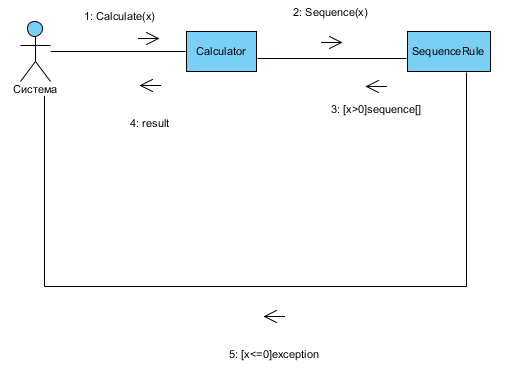 1: Calculate(x)
2: Sequence(x)
Calculator
SequenceRule
Система
3: [x>0]sequence[]
4: result
5: [x<=0]exception